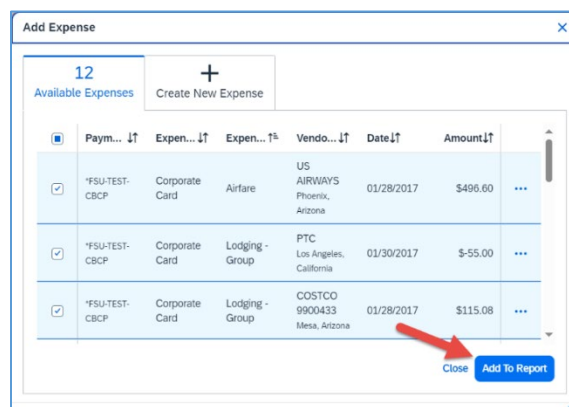 Add Expense
12
Available Expenses
Create New Expense
Paym... Expen... Expen... Vendo... Date Amount
*FSU-TEST-
CBCP
Corporate
Card
Airfare
US
AIRWAYS
Phoenix,
Arizona
01/28/2017
$496.60
*FSU-TEST-
CBCP
Corporate
Card
Lodging -
Group
PTC
Los Angeles,
California
01/30/2017
$-55.00
*FSU-TEST-
CBCP
Corporate
Card
Lodging -
Group
COSTCO
9900433
Mesa, Arizona
01/28/2017
$115.08
Close Add To Report